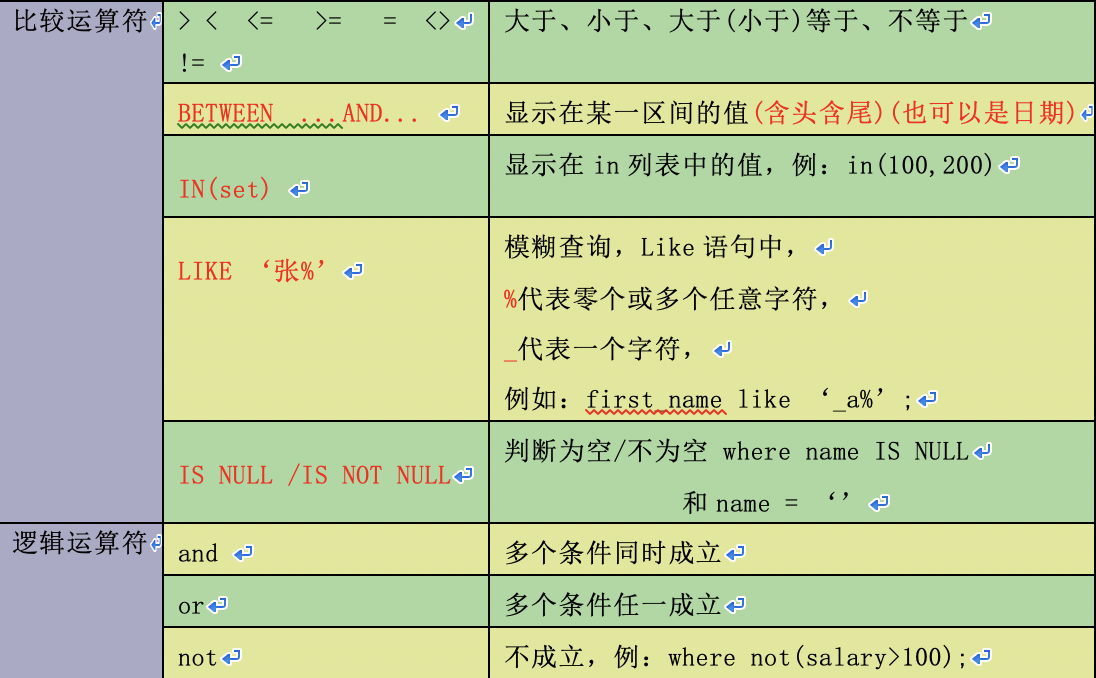 比较运算符
> < <= >= = <>
!=
大于、小于、大于(小于)等于、不等于
BETWEEN ...AND...
显示在某一区间的值(含头含尾)(也可以是日期)
IN(set)
显示在 in 列表中的值，例：in(100,200)
LIKE ‘张%’
模糊查询，Like 语句中，
%代表零个或多个任意字符，
_代表一个字符，
例如：first_name like ‘_a%’;
IS NULL /IS NOT NULL
判断为空/不为空 where name IS NULL
和 name = ‘’
逻辑运算符
and
多个条件同时成立
or
多个条件任一成立
not
不成立，例：where not(salary>100);